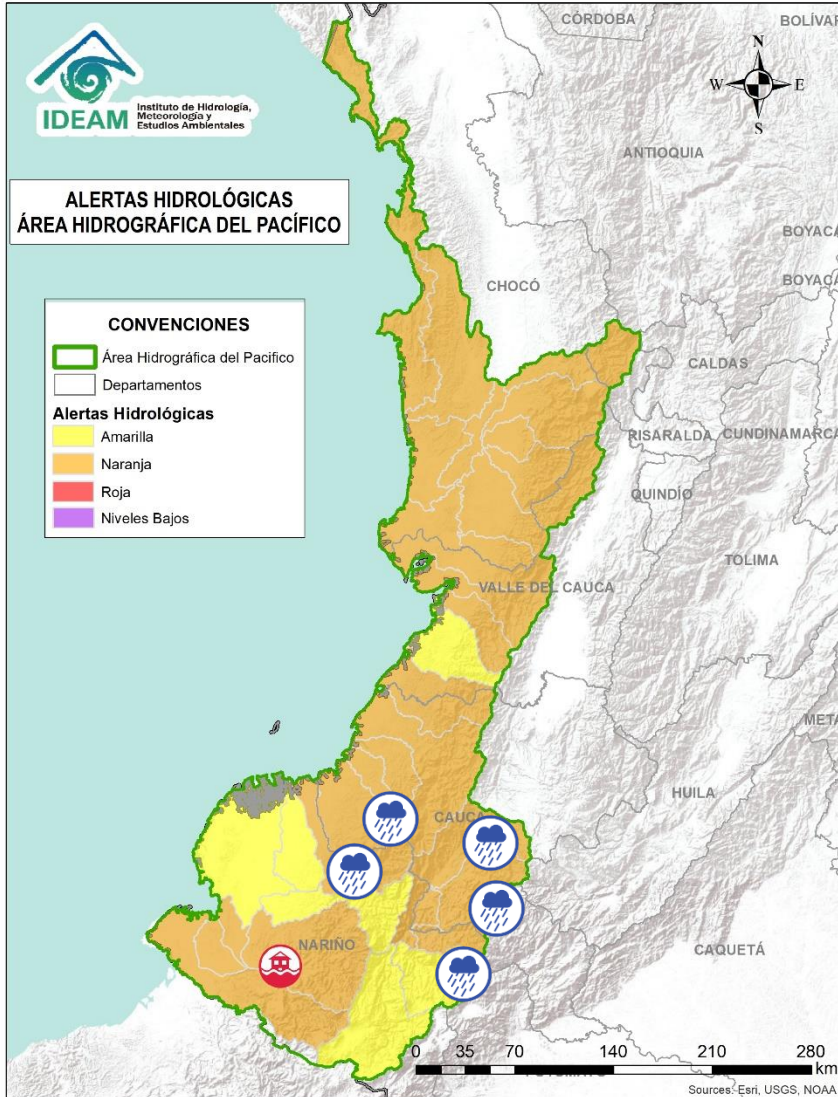 CÓRDOBA
BOLÍVAR
IDEAM
Instituto de Hidrología,
Meteorología y
Estudios Ambientales
N
W E
S
ANTIOQUIA
ALERTAS HIDROLÓGICAS
ÁREA HIDROGRÁFICA DEL PACÍFICO
BOYACÁ
BOYACÁ
CHOCÓ
CONVENCIONES
Área Hidrográfica del Pacifico
Departamentos
Alertas Hidrológicas
Amarilla
Naranja
Roja
Niveles Bajos
CALDAS
RISARALDA
CUNDINAMARCA
QUINDÍO
TOLIMA
VALLE DEL CAUCA
META
HUILA
CAUCA
NARIÑO
CAQUETÁ
0 35 70 140 210 280
km
Sources: Esri, USGS, NOAA